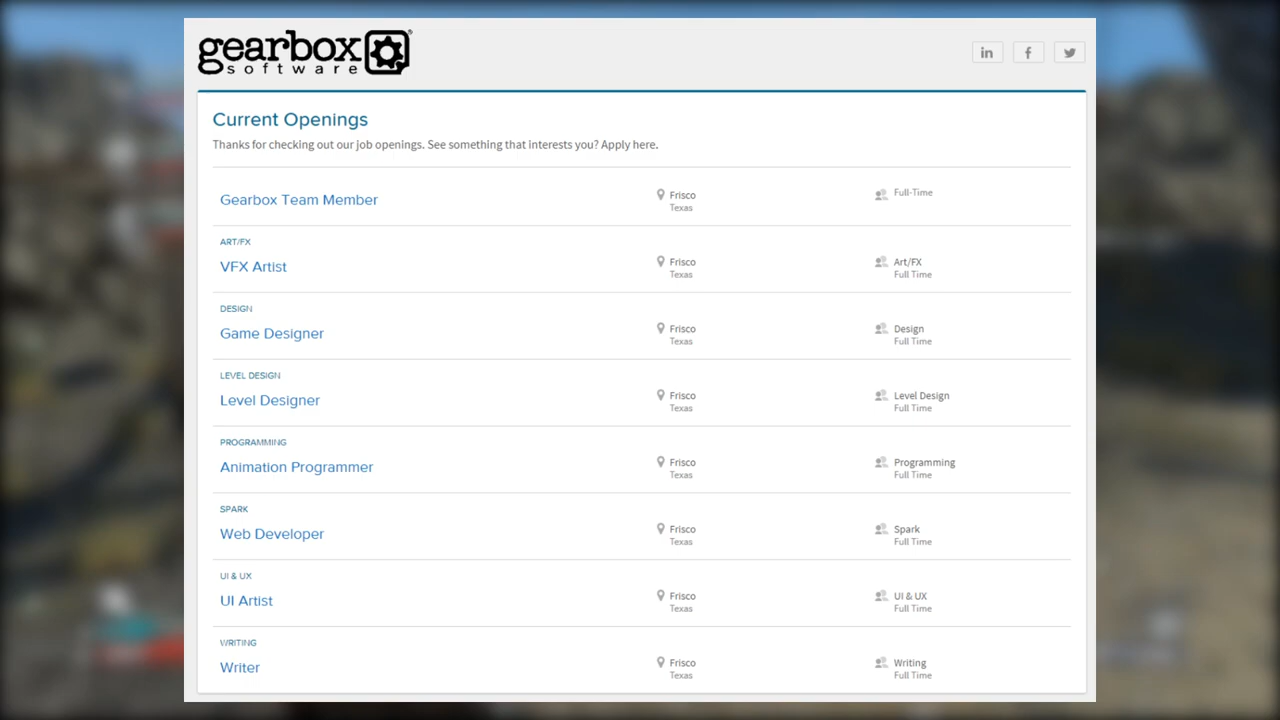 gearbox
software
in f
Current Openings
Thanks for checking out our job openings. See something that interests you? Apply here.
Gearbox Team Member
Frisco
Texas
Full-Time
ART/FX
VFX Artist
Frisco
Texas
Art/FX
Full Time
DESIGN
Game Designer
Frisco
Texas
Design
Full Time
LEVEL DESIGN
Level Designer
Frisco
Texas
Level Design
Full Time
PROGRAMMING
Animation Programmer
Frisco
Texas
Programming
Full Time
SPARK
Web Developer
Frisco
Texas
Spark
Full Time
UI & UX
UI Artist
Frisco
Texas
UI & UX
Full Time
WRITING
Writer
Frisco
Texas
Writing
Full Time